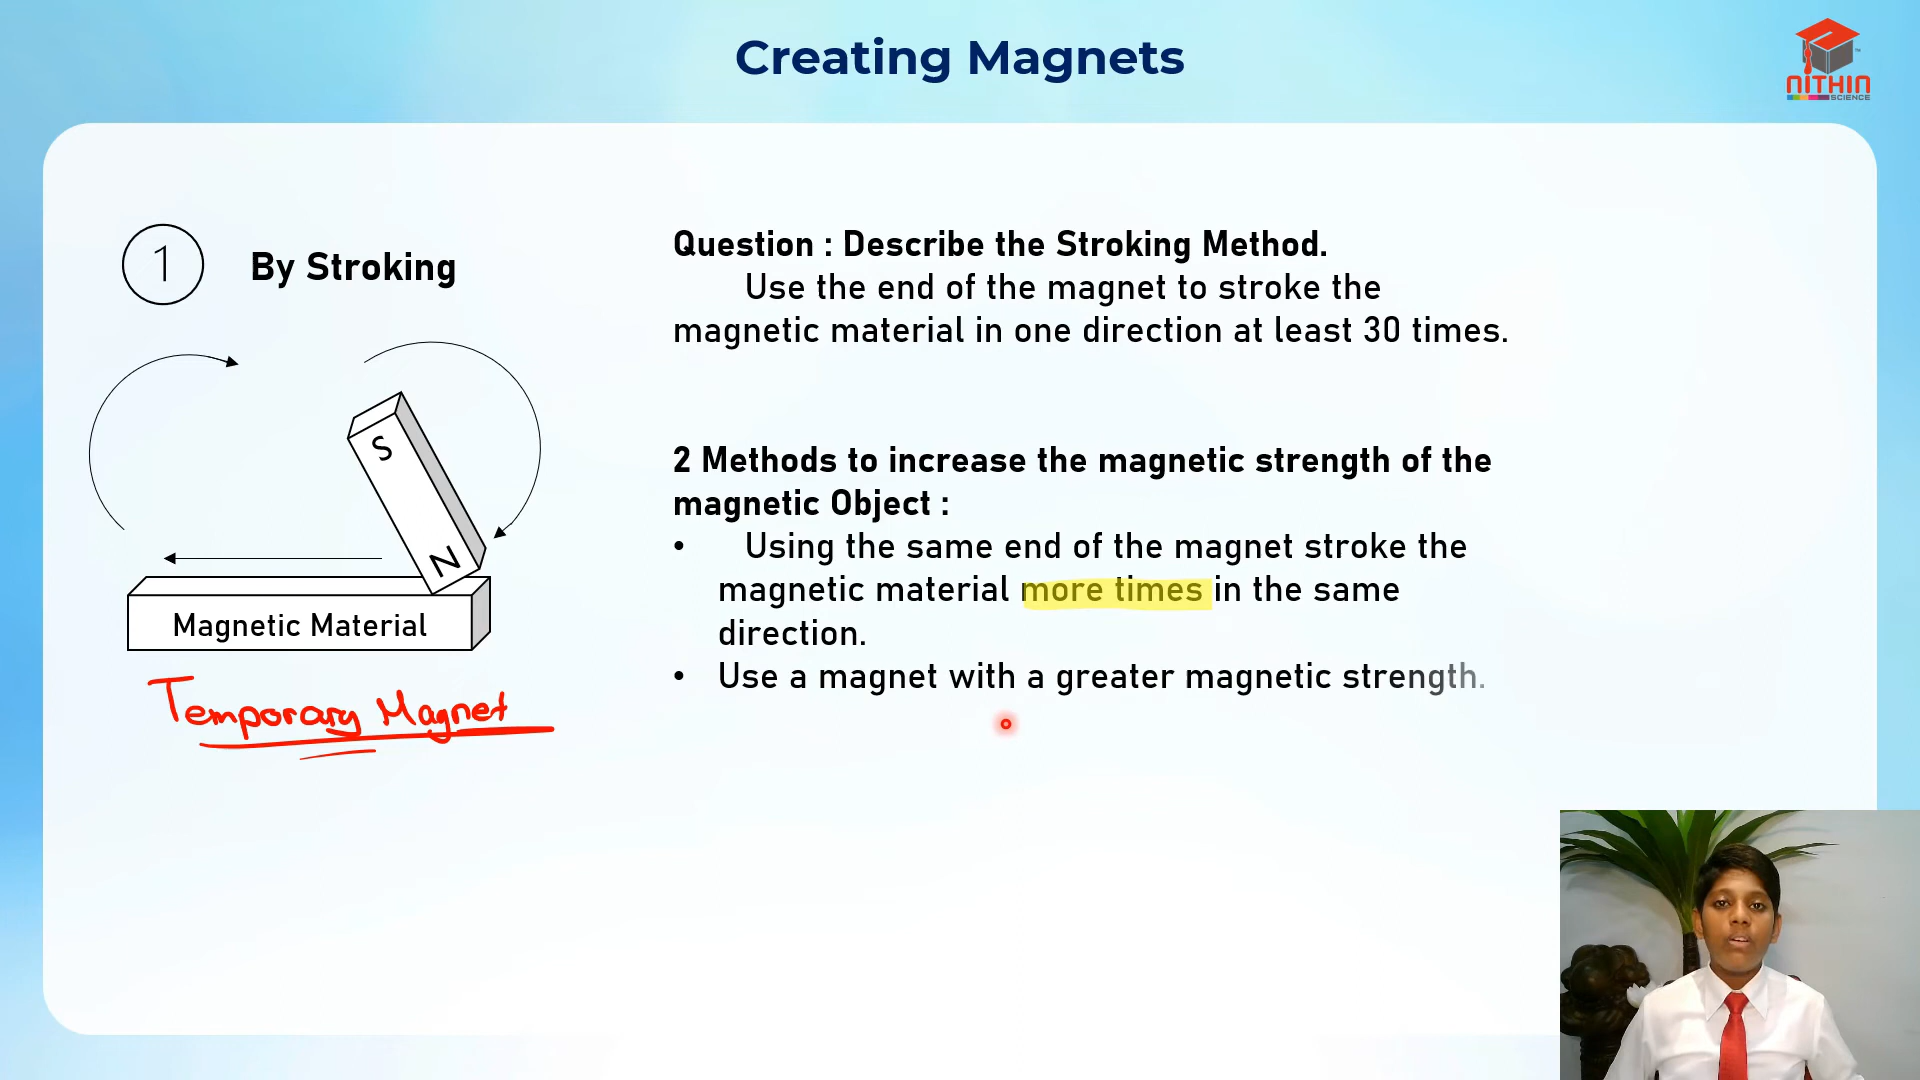 Creating Magnets
NITHIN
SCIENCE
1
By Stroking
S
N
Magnetic Material
Temporary Magnet
Question : Describe the Stroking Method.
Use the end of the magnet to stroke the
magnetic material in one direction at least 30 times.
2 Methods to increase the magnetic strength of the
magnetic Object :
• Using the same end of the magnet stroke the
magnetic material more times in the same
direction.
• Use a magnet with a greater magnetic strength.